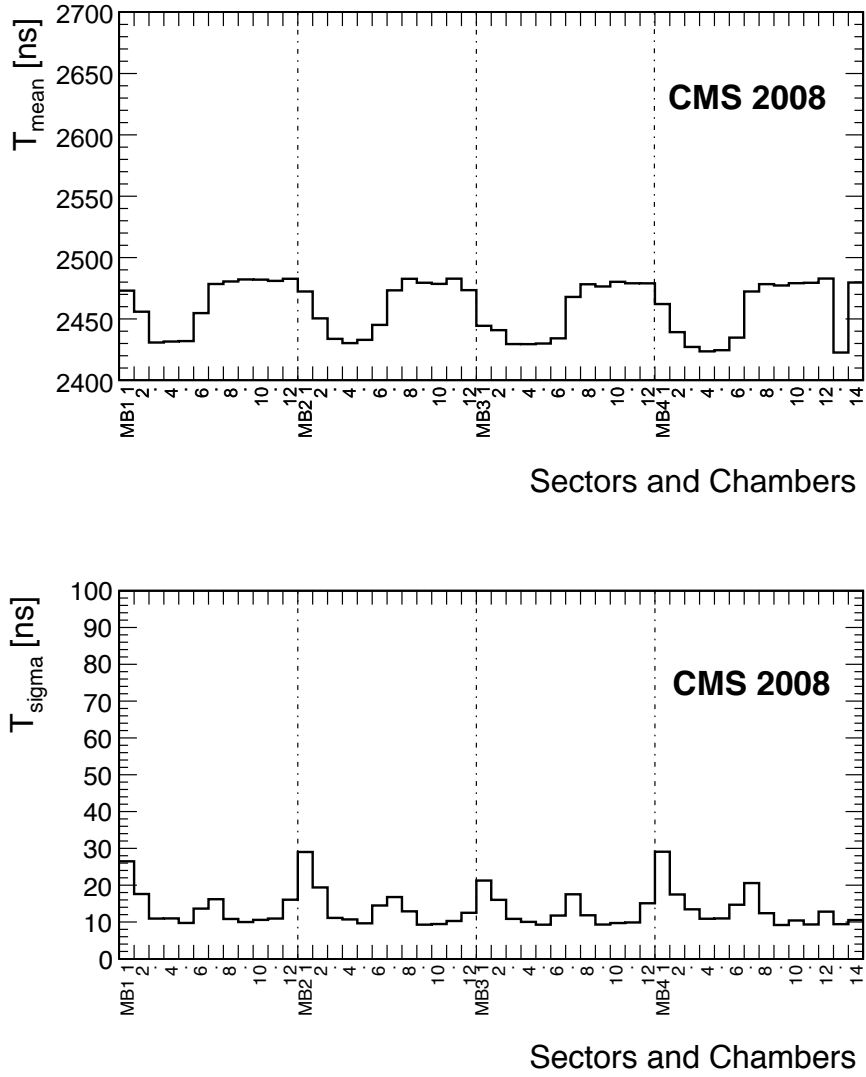 2700
2650
2600
2550
2500
2450
2400
T_mean [ns]
CMS 2008
MB1 1 2 . 4 . 6 . 8 . 10 . 12 MB2 1 2 . 4 . 6 . 8 . 10 . 12 MB3 1 2 . 4 . 6 . 8 . 10 . 12 MB4 1 2 . 4 . 6 . 8 . 10 . 12 . 14
Sectors and Chambers
100
90
80
70
60
50
40
30
20
10
0
T_sigma [ns]
CMS 2008
MB1 1 2 . 4 . 6 . 8 . 10 . 12 MB2 1 2 . 4 . 6 . 8 . 10 . 12 MB3 1 2 . 4 . 6 . 8 . 10 . 12 MB4 1 2 . 4 . 6 . 8 . 10 . 12 . 14
Sectors and Chambers